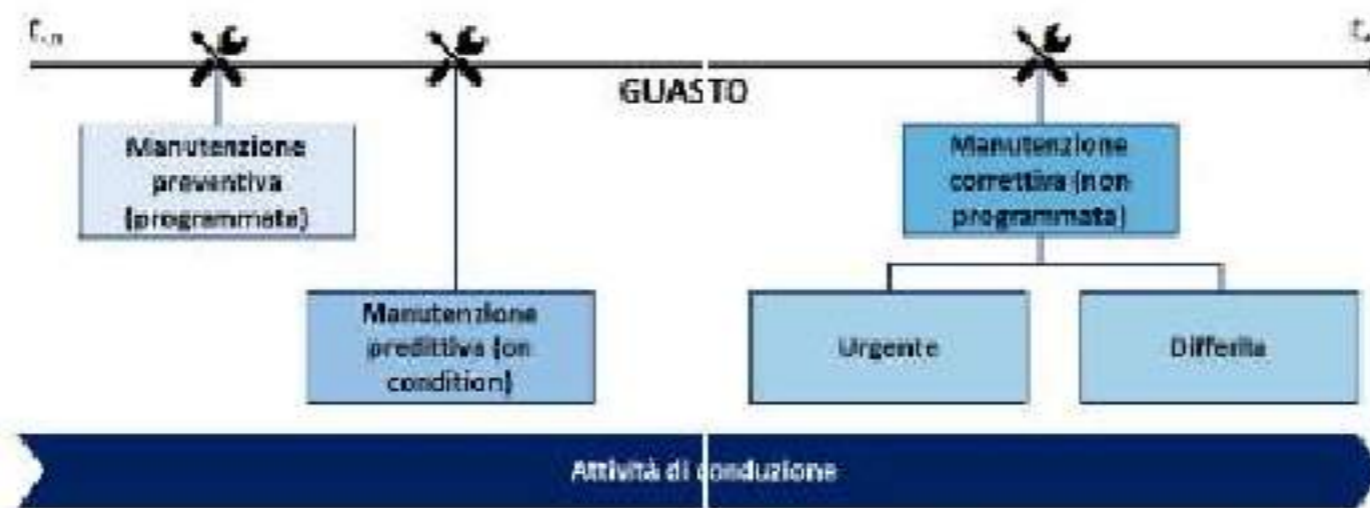 GUASTO
Manutenzione
preventiva
(programmata)
Manutenzione
correttiva (non
programmata)
Manutenzione
predittiva (on
condition)
Urgente
Differita
Attività di conduzione